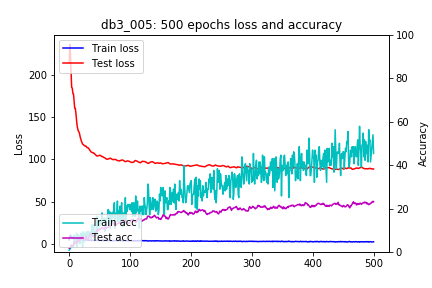 db3_005: 500 epochs loss and accuracy
Train loss
Test loss
Train acc
Test acc
Loss
Accuracy
0
50
100
150
200
0
20
40
60
80
100
0
100
200
300
400
500